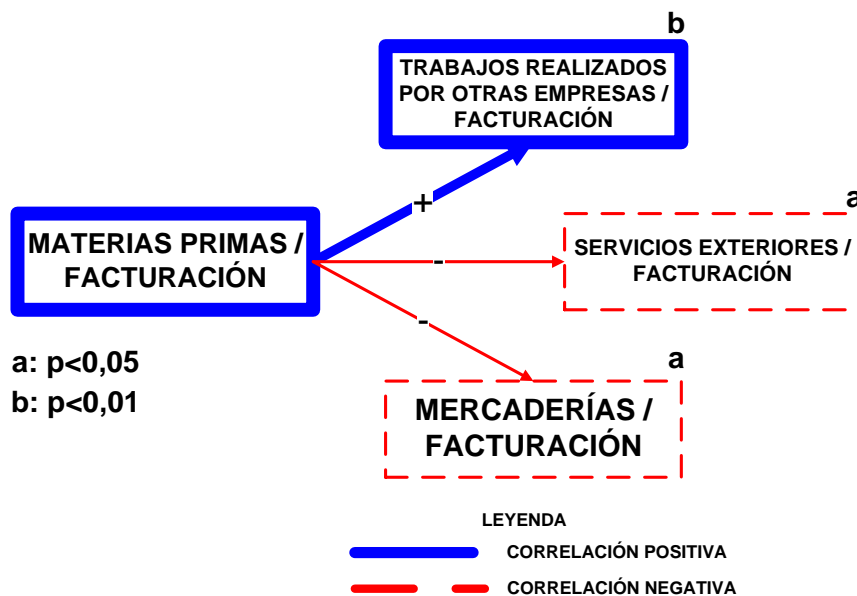 b
TRABAJOS REALIZADOS
POR OTRAS EMPRESAS /
FACTURACIÓN
+
a
MATERIAS PRIMAS /
FACTURACIÓN
-
SERVICIOS EXTERIORES /
FACTURACIÓN
-
a: p<0,05
b: p<0,01
a
MERCADERÍAS /
FACTURACIÓN
LEYENDA
CORRELACIÓN POSITIVA
CORRELACIÓN NEGATIVA